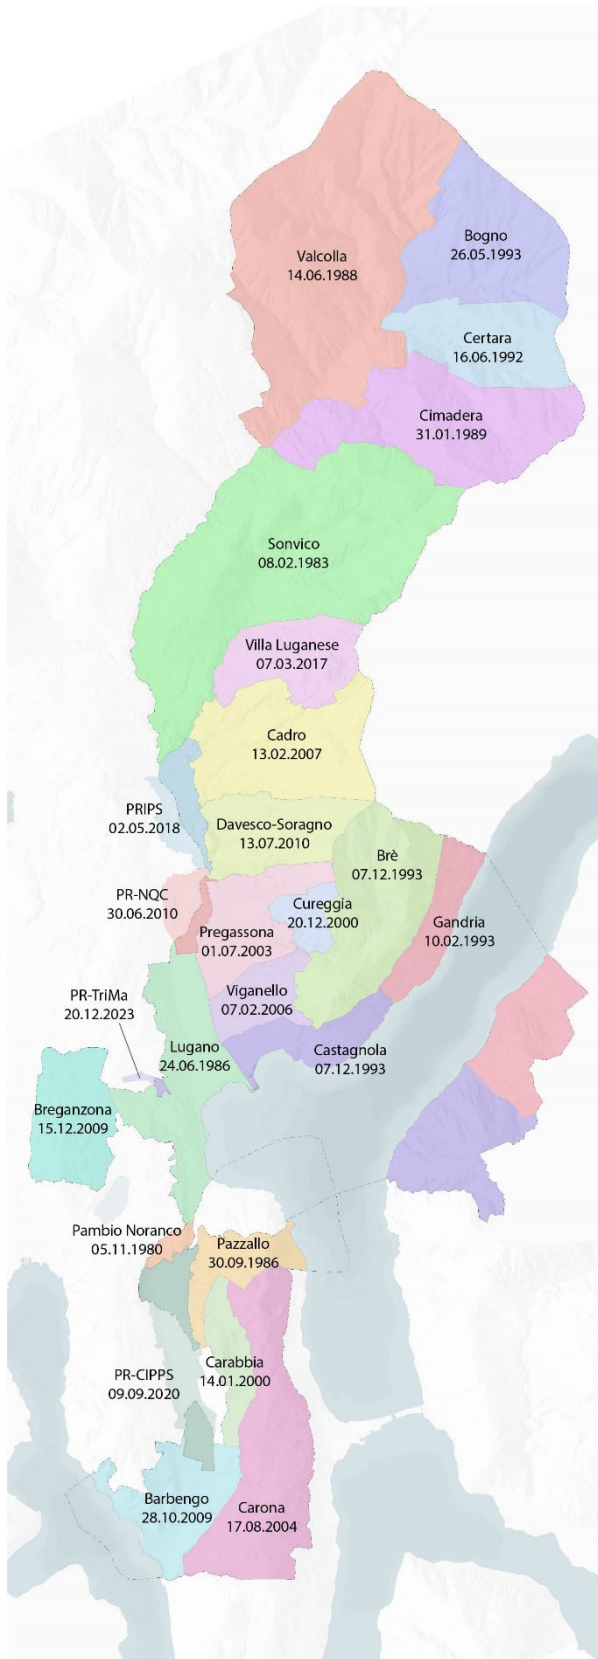 Valcolla
14.06.1988
Bogno
26.05.1993
Certara
16.06.1992
Cimadera
31.01.1989
Sonvico
08.02.1983
Villa Luganese
07.03.2017
Cadro
13.02.2007
PRIPS
02.05.2018
Davesco-Soragno
13.07.2010
Brè
07.12.1993
PR-NQC
30.06.2010
Cureggia
20.12.2000
Pregassona
01.07.2003
Gandria
10.02.1993
PR-TriMa
20.12.2023
Viganello
07.02.2006
Lugano
24.06.1986
Castagnola
07.12.1993
Breganzona
15.12.2009
Pambio Noranco
05.11.1980
Pazzallo
30.09.1986
PR-CIPPS
09.09.2020
Carabbia
14.01.2000
Barbengo
28.10.2009
Carona
17.08.2004